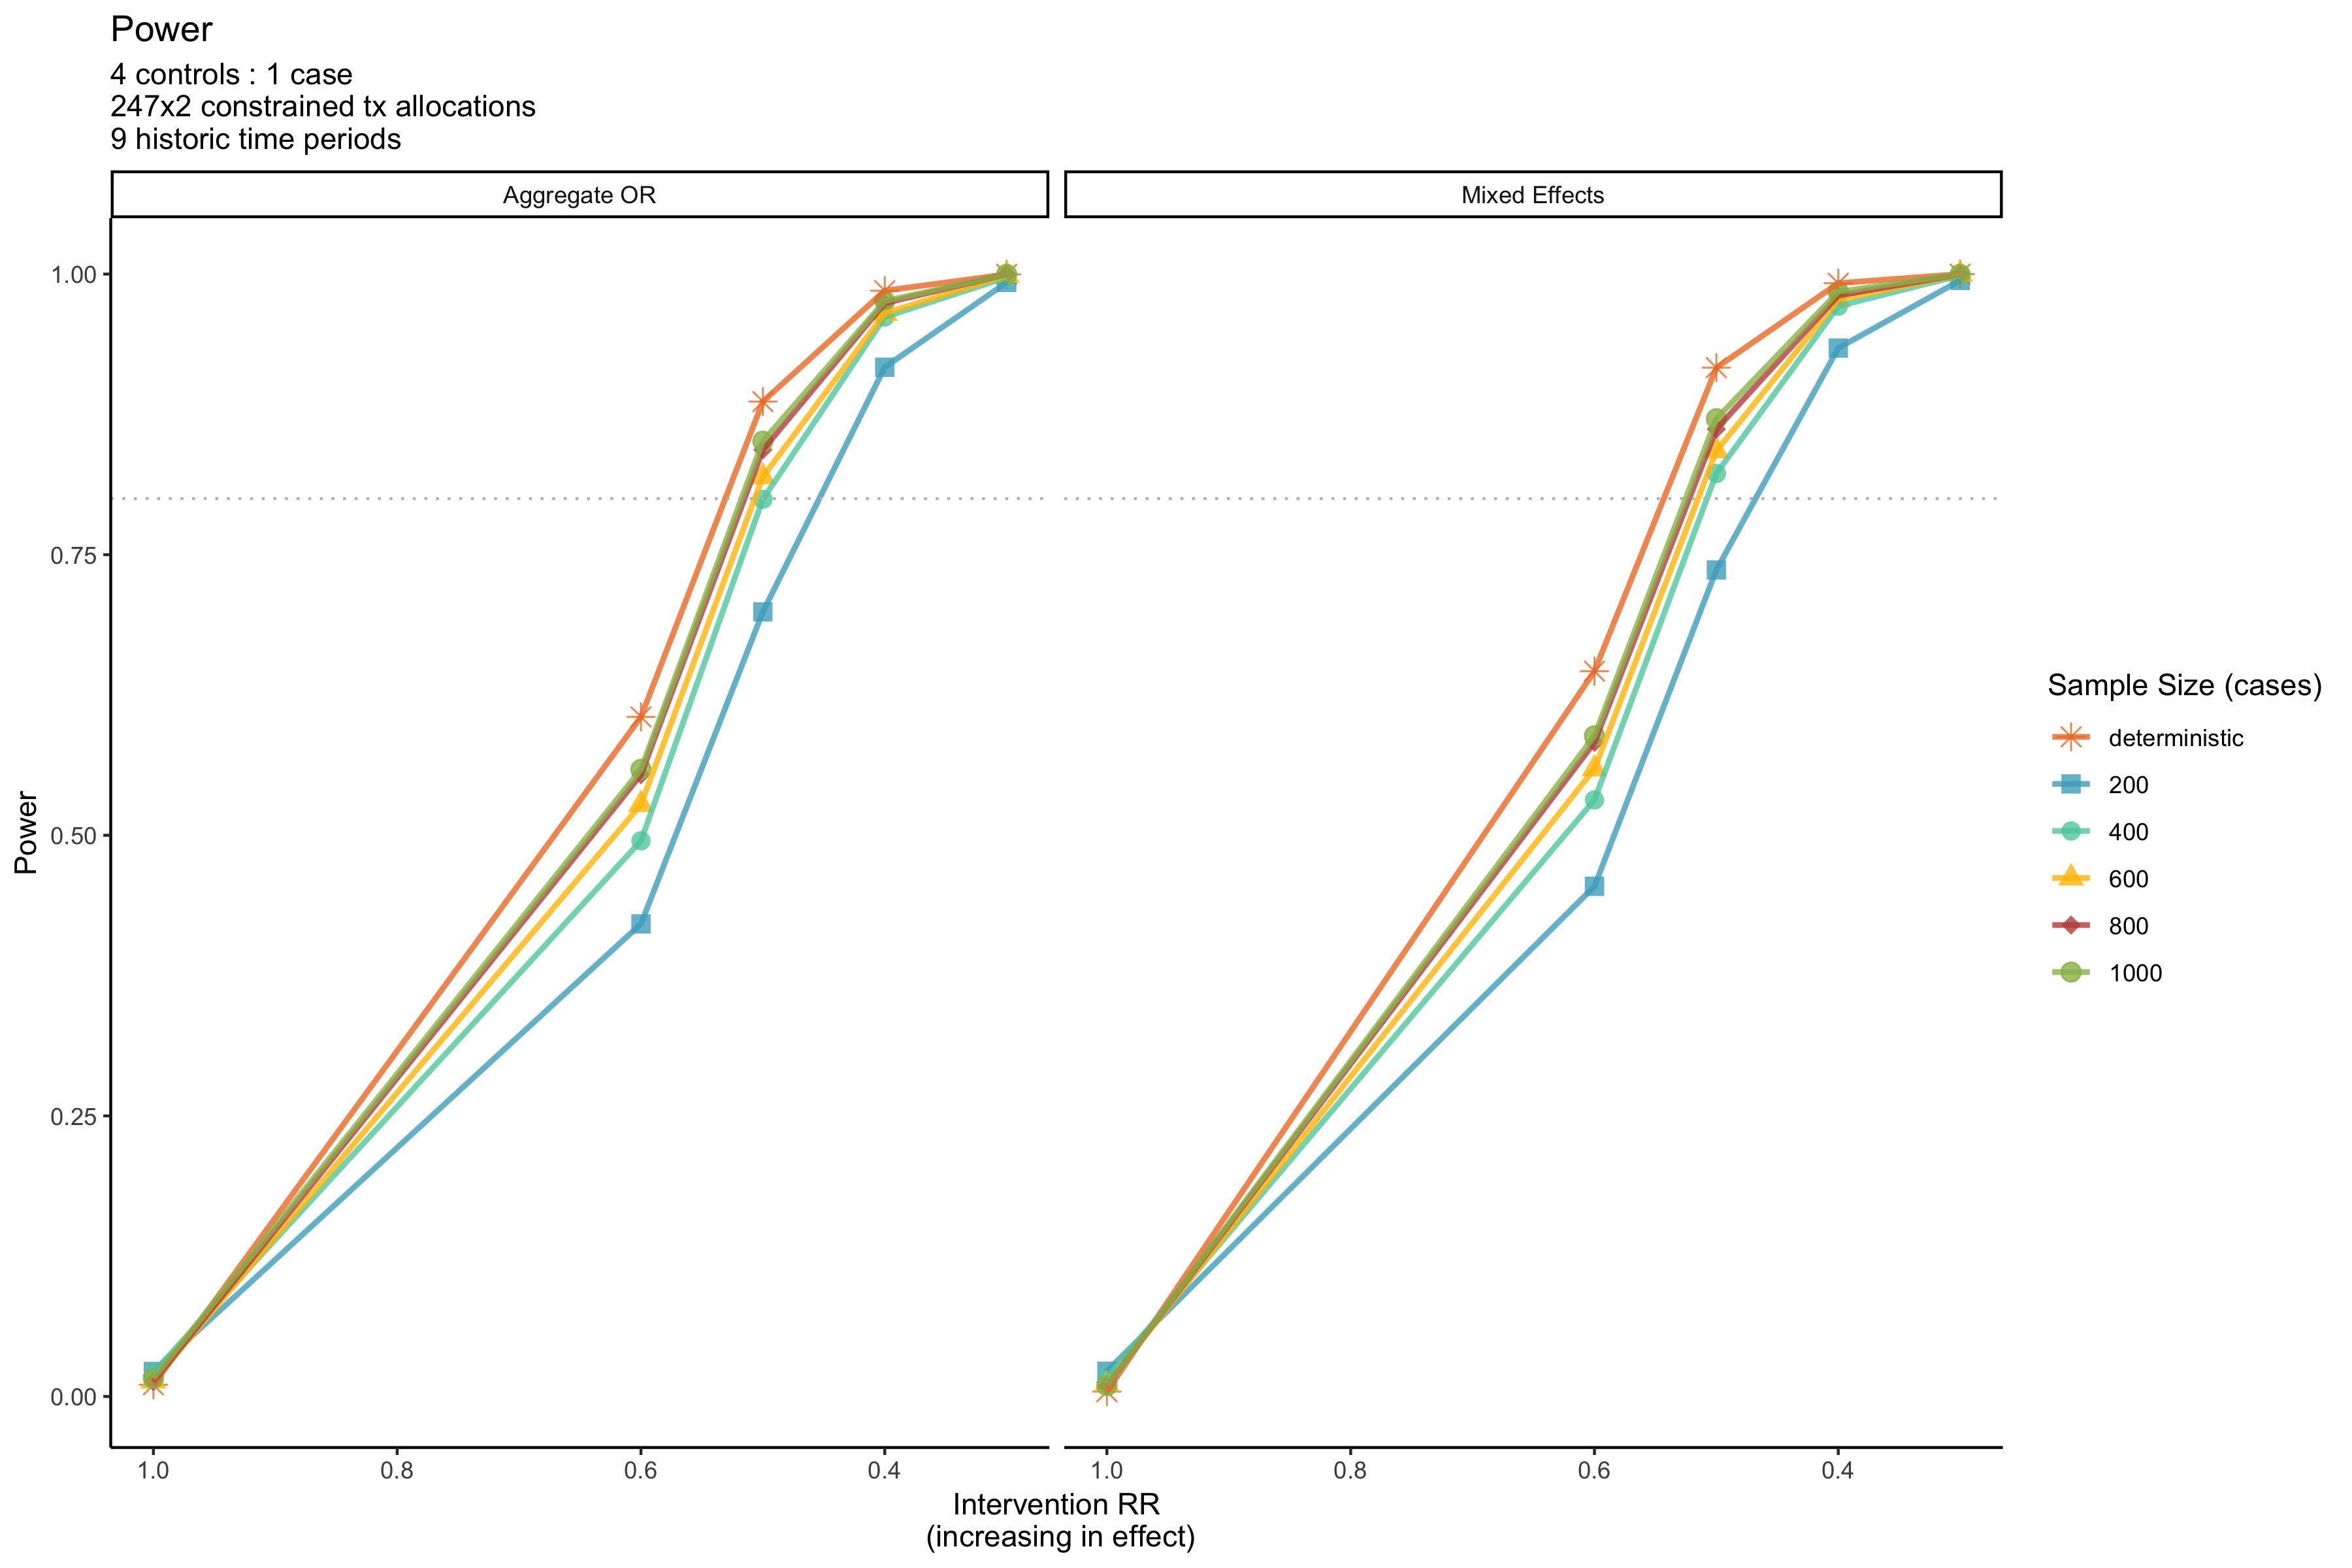 Power
4 controls : 1 case
247x2 constrained tx allocations
9 historic time periods
Aggregate OR
Mixed Effects
1.00
0.75
0.50
0.25
0.00
Power
1.0
0.8
0.6
0.4
1.0
0.8
0.6
0.4
Intervention RR
(increasing in effect)
Sample Size (cases)
deterministic
200
400
600
800
1000